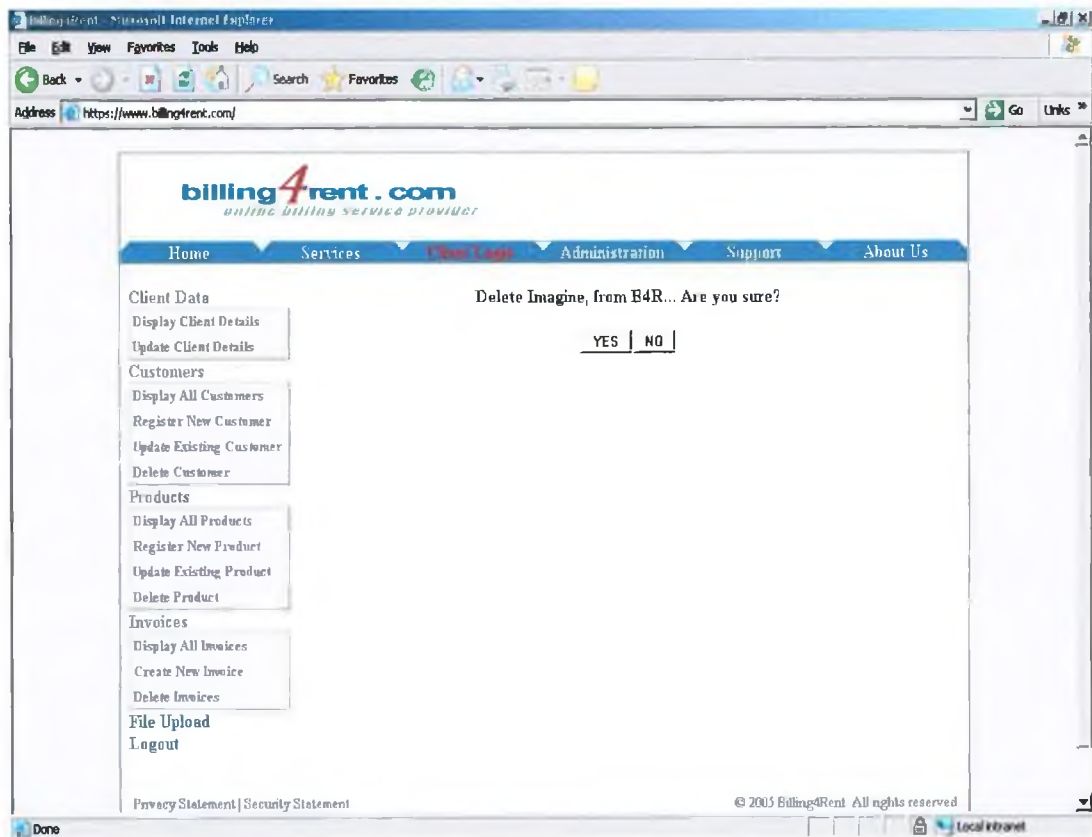 Billing4Rent - Microsoft Internet Explorer
File Edit View Favorites Tools Help
Back Search Favorites
Address https://www.billing4rent.com/ Go Links »
billing4rent.com
online billing service provider
Home Services Client Login Administration Support About Us
Client Data
Delete Imagine, from B4R... Are you sure?
Display Client Details
YES NO
Update Client Details
Customers
Display All Customers
Register New Customer
Update Existing Customer
Delete Customer
Products
Display All Products
Register New Product
Update Existing Product
Delete Product
Invoices
Display All Invoices
Create New Invoice
Delete Invoices
File Upload
Logout
Privacy Statement | Security Statement © 2005 Billing4Rent All rights reserved
Done Local intranet